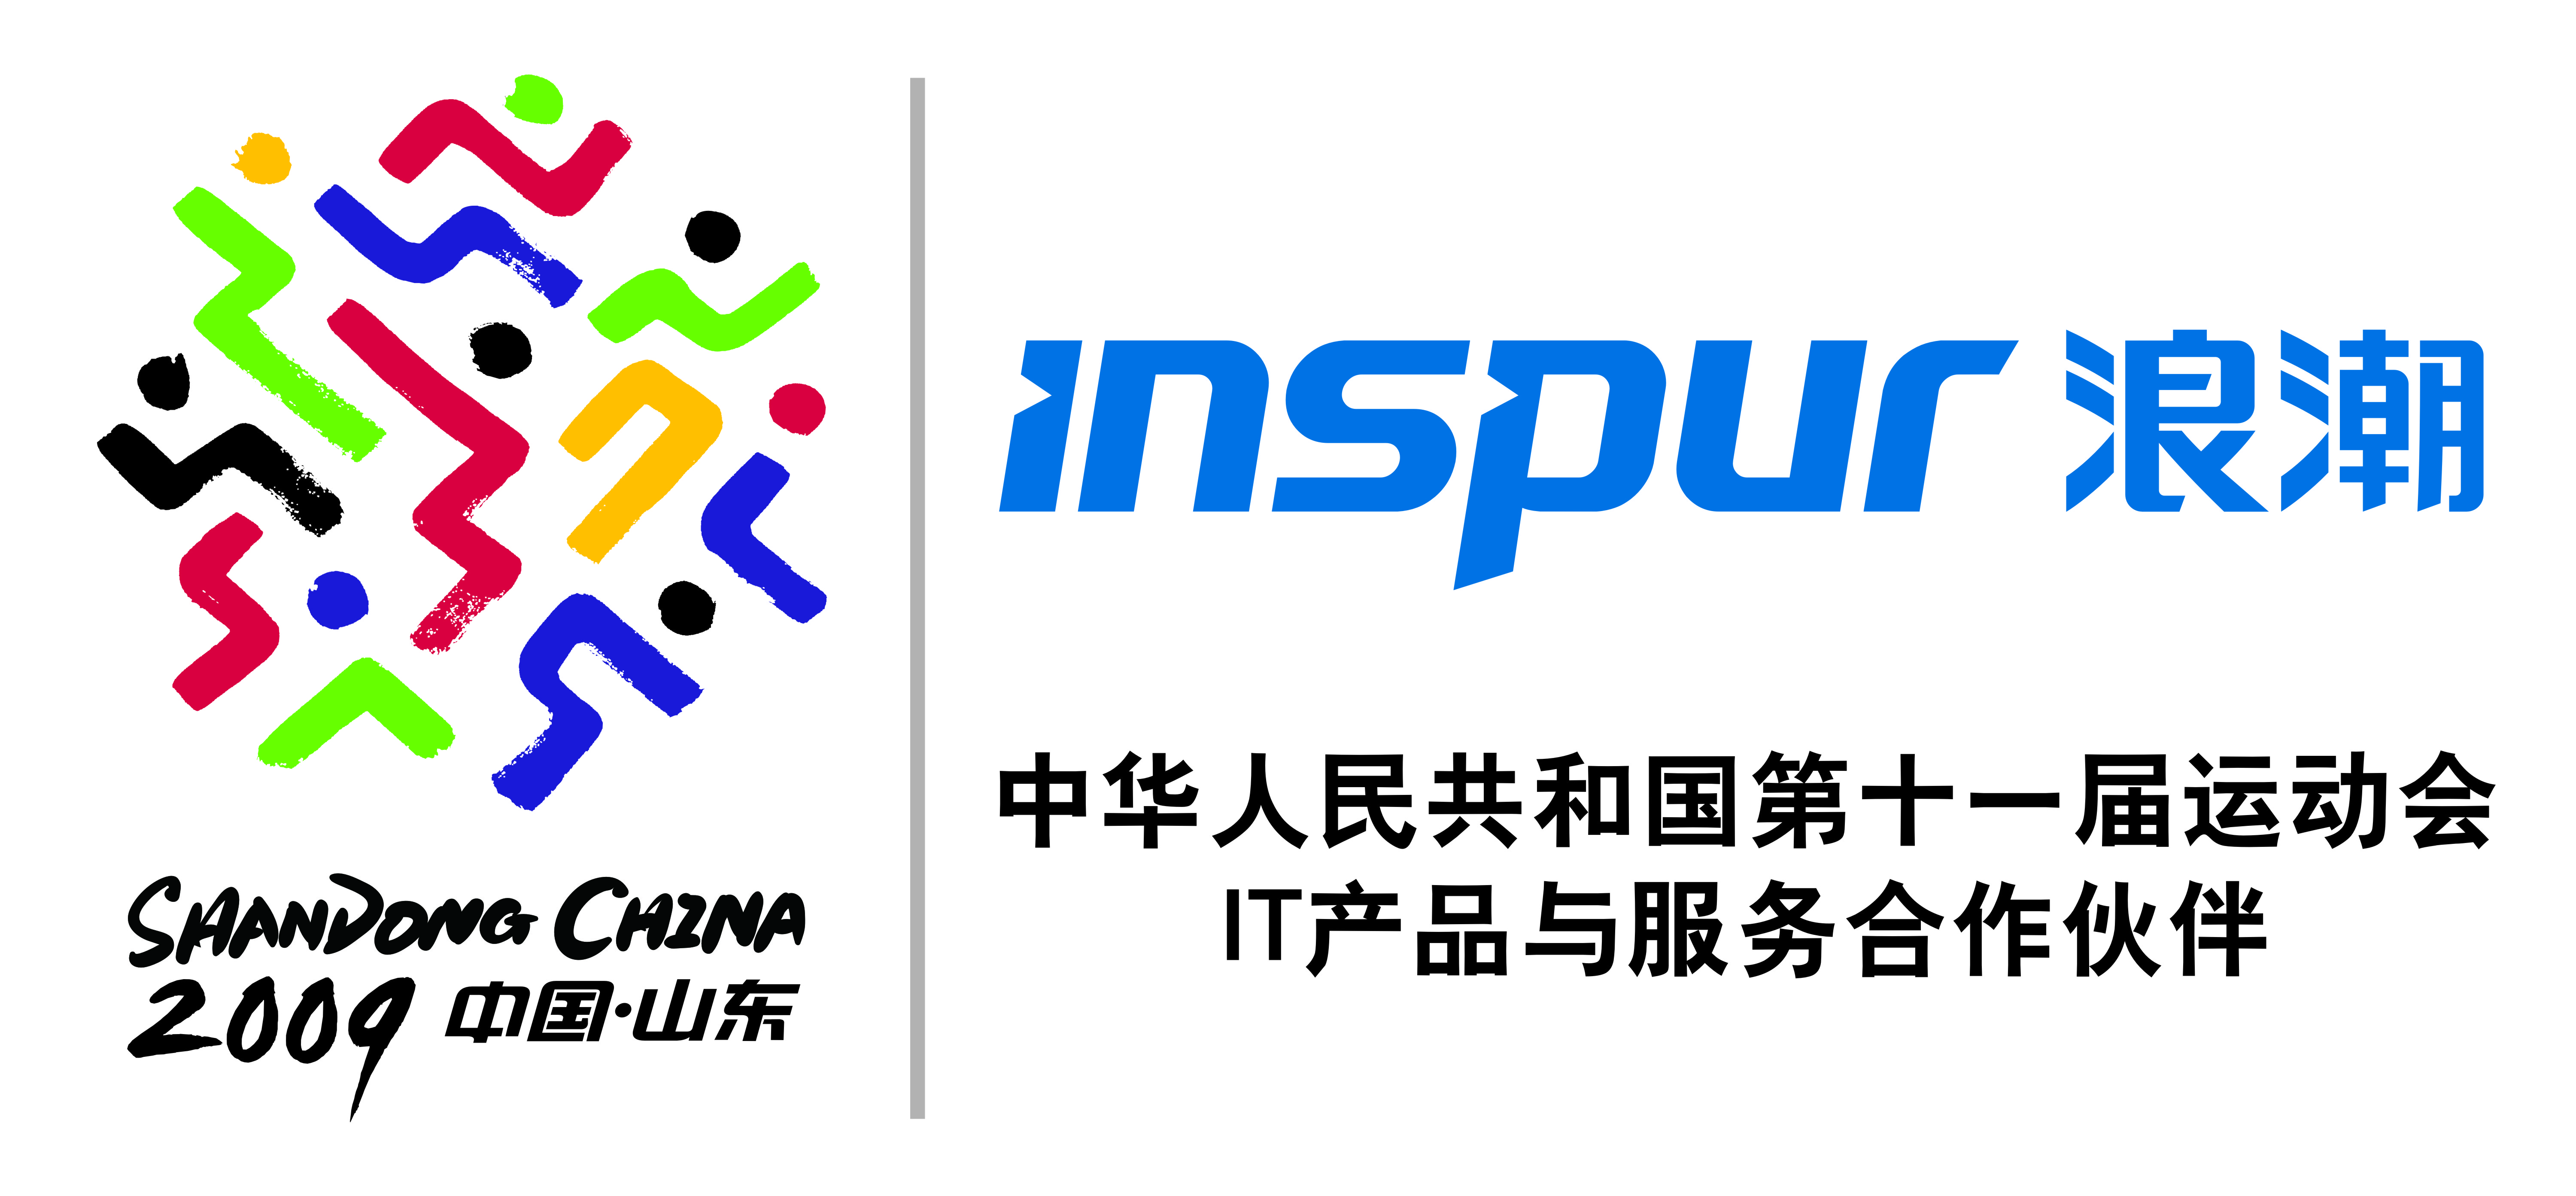 SHANDONG CHINA
2009 中国·山东
inspur 浪潮
中华人民共和国第十一届运动会
IT产品与服务合作伙伴